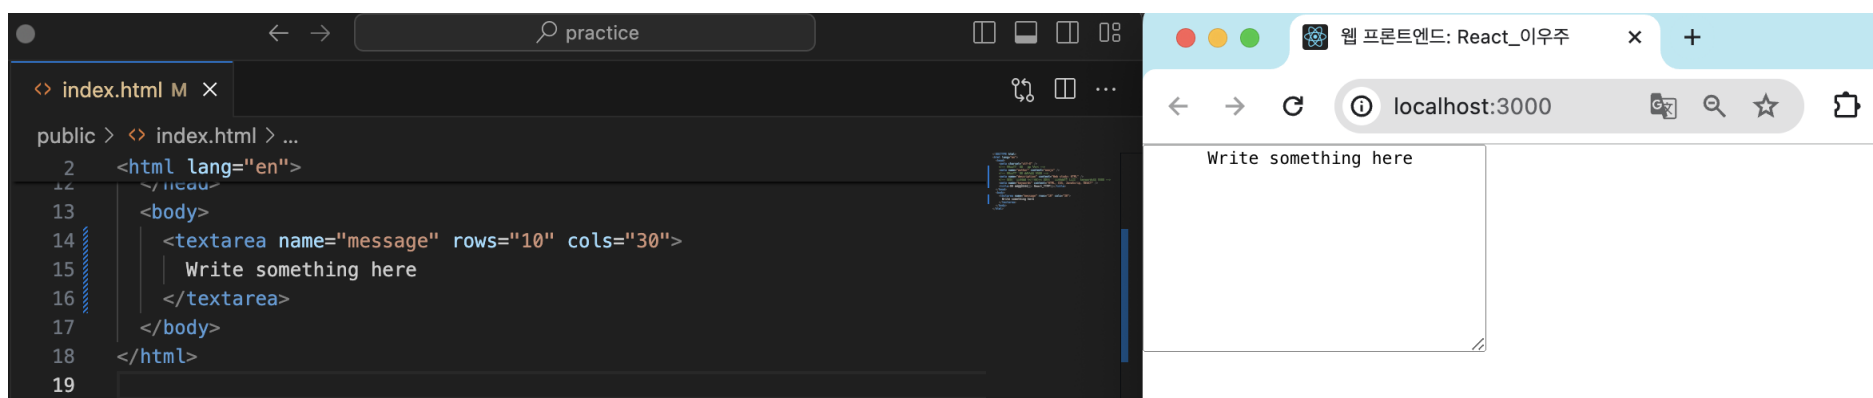 practice
index.html M
public > index.html > ...
2 <html lang="en">
12 </head>
13 <body>
14 <textarea name="message" rows="10" cols="30">
15 Write something here
16 </textarea>
17 </body>
18 </html>
19
웹 프론트엔드: React_이우주
localhost:3000
Write something here